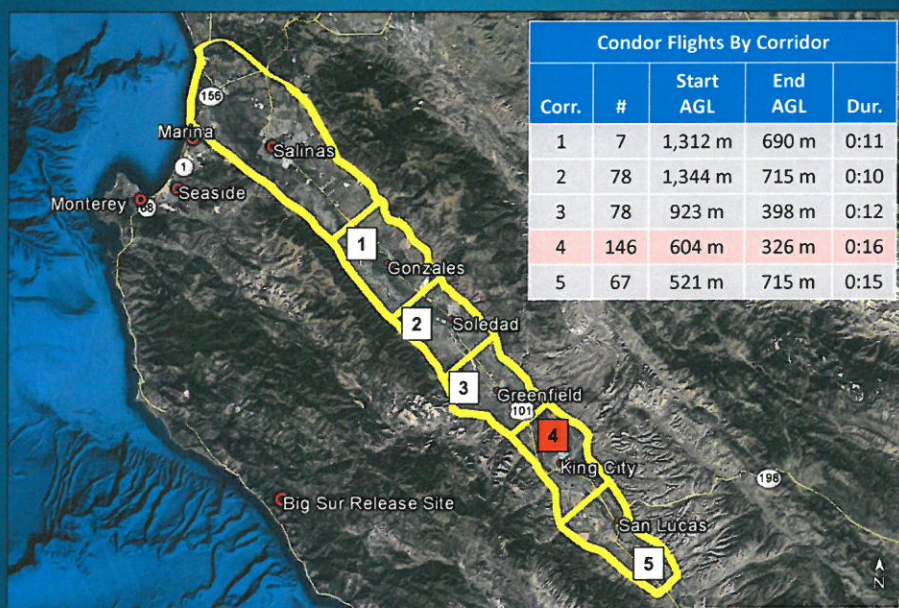 Condor Flights By Corridor
Corr. # Start AGL End AGL Dur.
1 7 1,312 m 690 m 0:11
2 78 1,344 m 715 m 0:10
3 78 923 m 398 m 0:12
4 146 604 m 326 m 0:16
5 67 521 m 715 m 0:15
156
Marina
Salinas
1
Seaside
Monterey
68
1
Gonzales
2
Soledad
3
Greenfield
101
4
King City
198
Big Sur Release Site
San Lucas
5
N